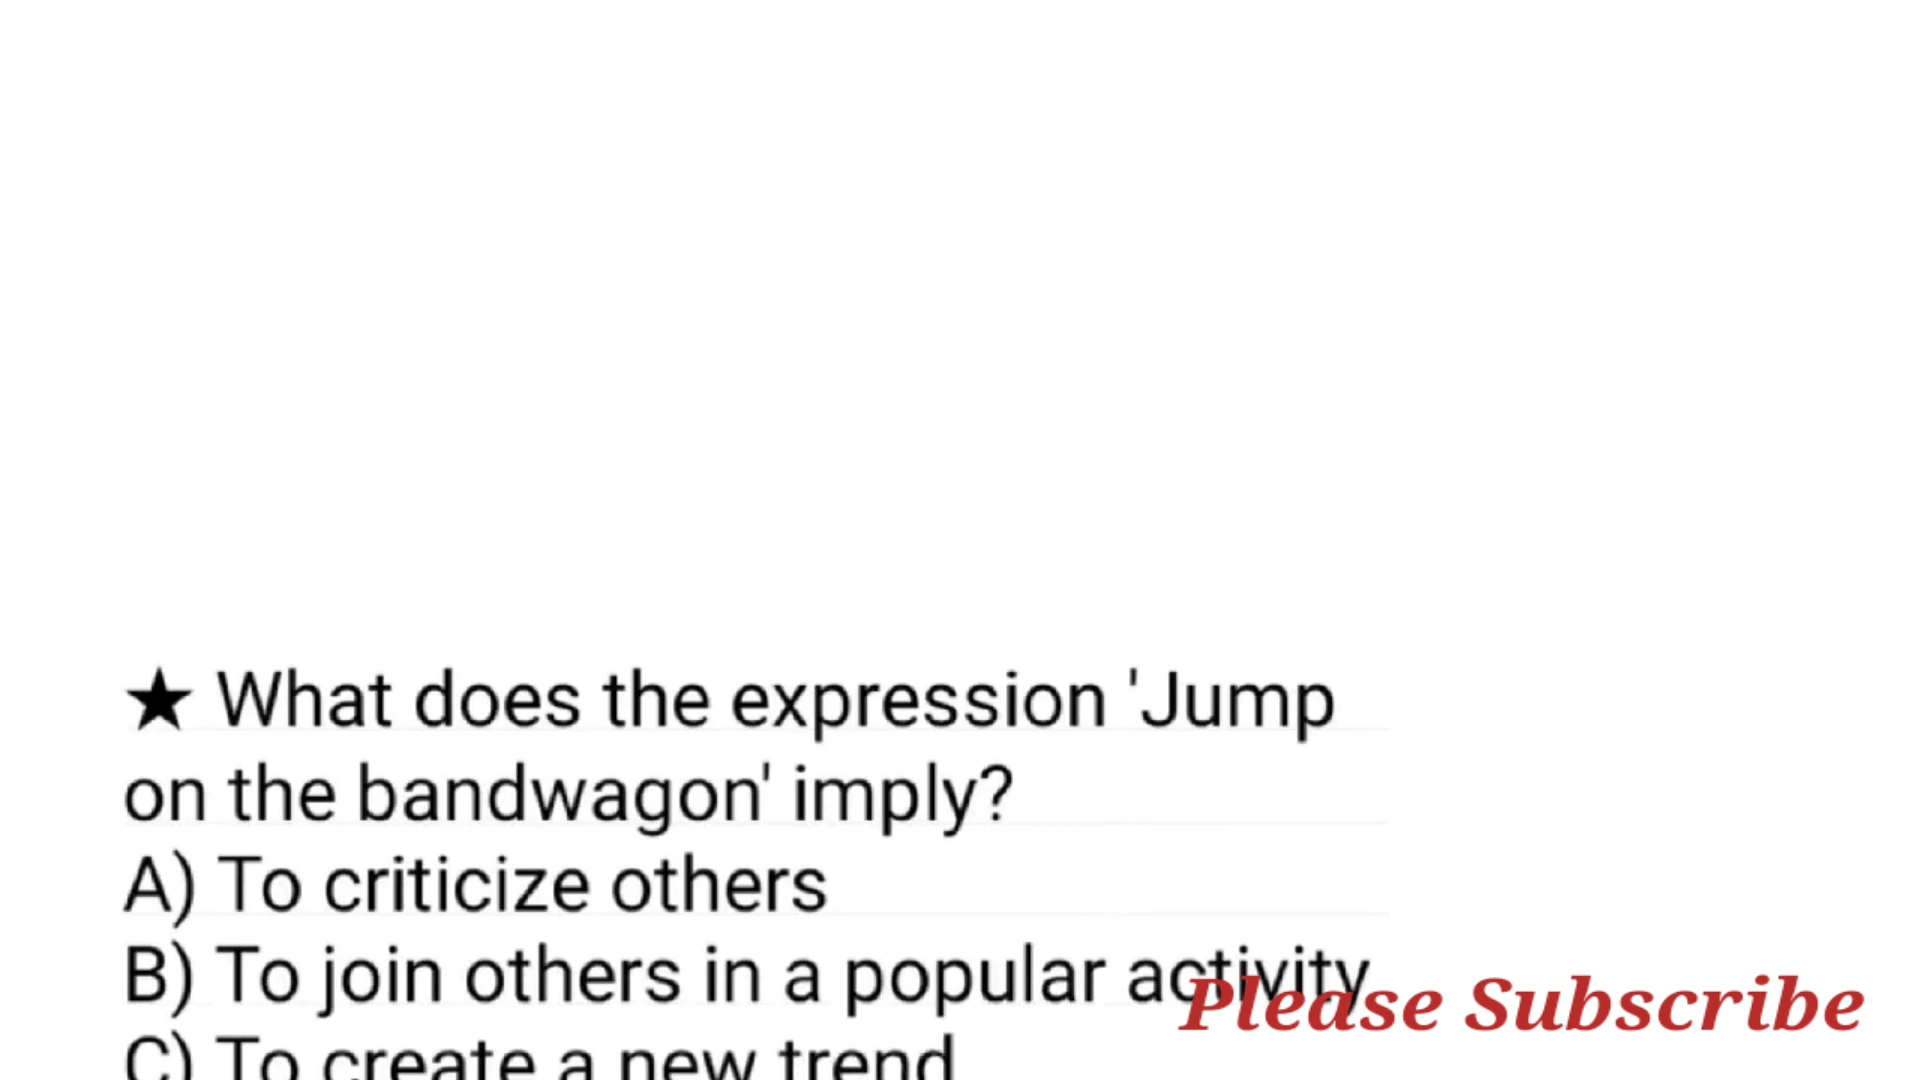 ★ What does the expression 'Jump
on the bandwagon' imply?
A) To criticize others
B) To join others in a popular activity
Please Subscribe
C) To create a new trend